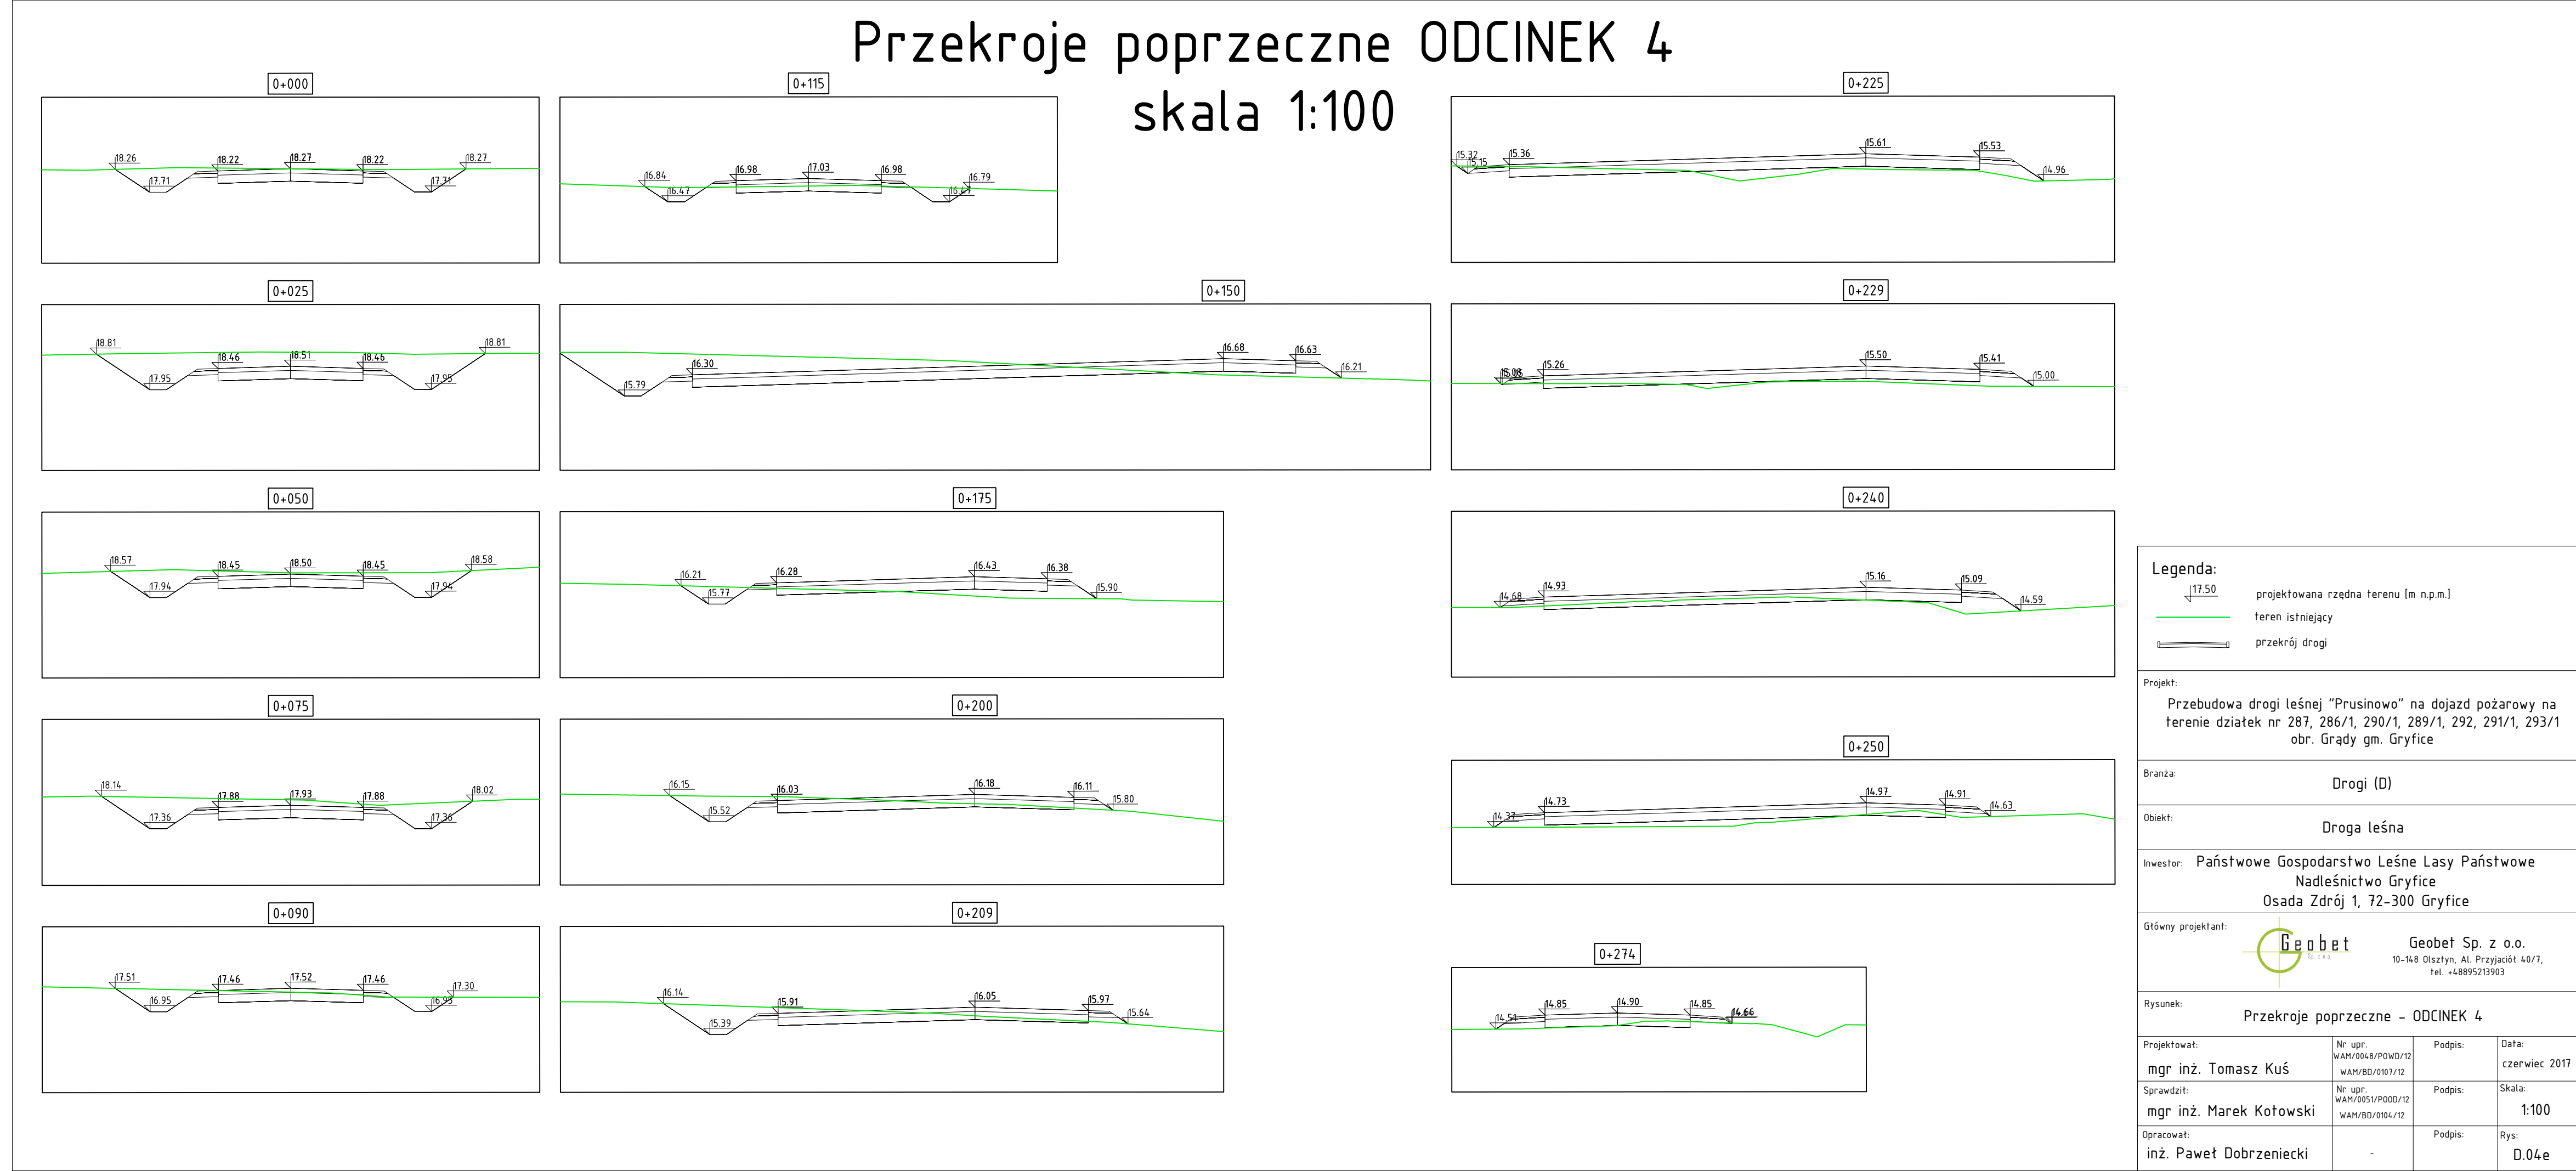 Przekroje poprzeczne ODCINEK 4
skala 1:100
0+000
18.26
17.71
18.22
18.27
18.22
17.71
18.27
0+025
18.81
17.95
18.46
18.51
18.46
17.95
18.81
0+050
18.57
17.94
18.45
18.50
18.45
17.94
18.58
0+075
18.14
17.36
17.88
17.93
17.88
17.36
18.02
0+090
17.51
16.95
17.46
17.52
17.46
16.95
17.30
0+115
16.84
16.47
16.98
17.03
16.98
16.47
16.79
0+150
15.79
16.30
16.68
16.63
16.21
0+175
16.21
15.77
16.28
16.43
16.38
15.90
0+200
16.15
15.52
16.03
16.18
16.11
15.80
0+209
16.14
15.39
15.91
16.05
15.97
15.64
0+225
15.32
15.15
15.36
15.61
15.53
14.96
0+229
15.26
15.50
15.41
15.00
0+240
14.68
14.93
15.16
15.09
14.59
0+250
14.37
14.73
14.97
14.91
14.63
0+274
14.51
14.85
14.90
14.85
Legenda:
17.50
projektowana rzędna terenu [m n.p.m.]
teren istniejący
przekrój drogi
Projekt:
Przebudowa drogi leśnej "Prusinowo" na dojazd pożarowy na
terenie działek nr 287, 286/1, 290/1, 289/1, 292, 291/1, 293/1
obr. Grądy gm. Gryfice
Branża:
Drogi (D)
Obiekt:
Droga leśna
Inwestor: Państwowe Gospodarstwo Leśne Lasy Państwowe
Nadleśnictwo Gryfice
Osada Zdrój 1, 72-300 Gryfice
Główny projektant:
Geobet
Sp. z o.o.
Geobet Sp. z o.o.
10-148 Olsztyn, Al. Przyjaciół 40/7,
tel. +48895213903
Rysunek:
Przekroje poprzeczne - ODCINEK 4
Projektował:
mgr inż. Tomasz Kuś
Nr upr.
WAM/0048/POWD/12
WAM/BD/0107/12
Podpis:
Data:
czerwiec 2017
Sprawdził:
mgr inż. Marek Kotowski
Nr upr.
WAM/0051/POOD/12
WAM/BD/0104/12
Podpis:
Skala:
1:100
Opracował:
inż. Paweł Dobrzeniecki
-
Podpis:
Rys:
D.04e